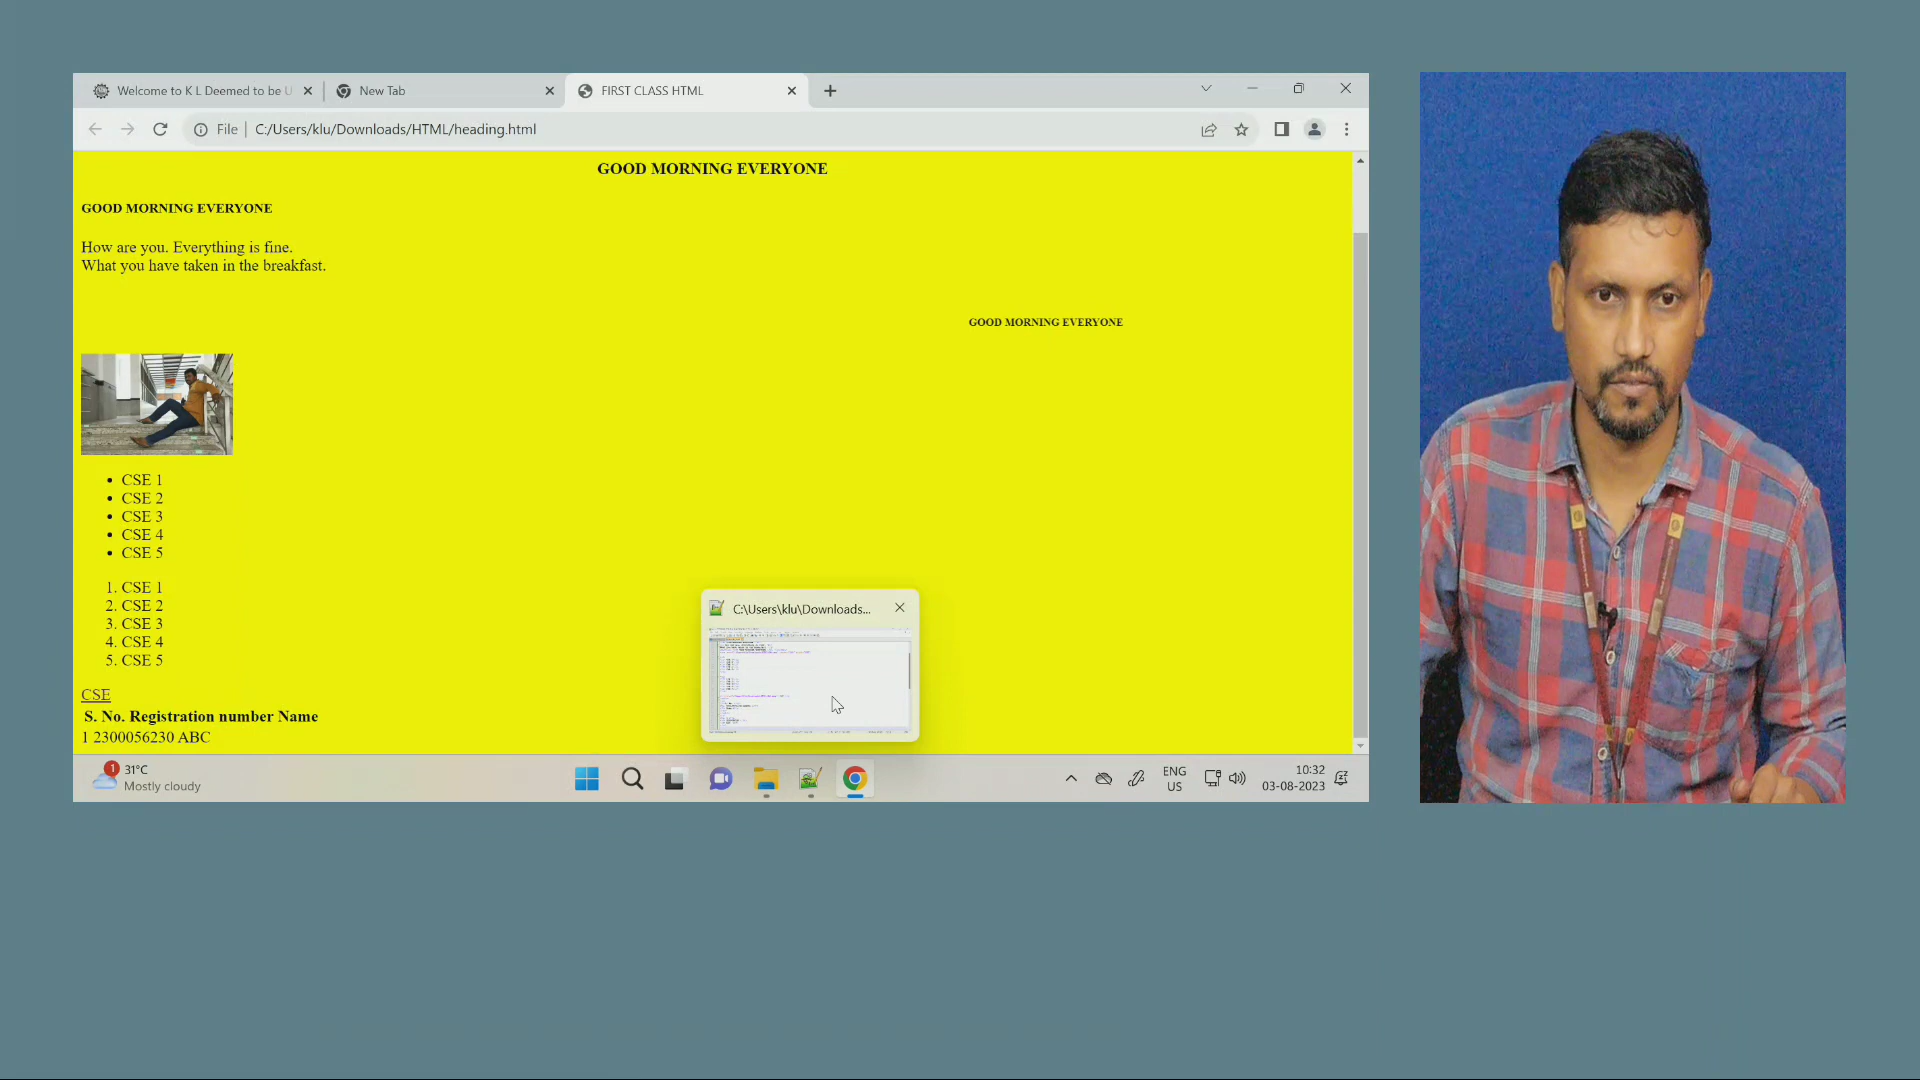 Welcome to K L Deemed to be U
New Tab
FIRST CLASS HTML
File
C:/Users/klu/Downloads/HTML/heading.html
GOOD MORNING EVERYONE
GOOD MORNING EVERYONE
How are you. Everything is fine.
What you have taken in the breakfast.
GOOD MORNING EVERYONE
• CSE 1
• CSE 2
• CSE 3
• CSE 4
• CSE 5
1. CSE 1
2. CSE 2
3. CSE 3
4. CSE 4
5. CSE 5
CSE
S. No. Registration number Name
1 2300056230 ABC
C:\Users\klu\Downloads...
1
31°C
Mostly cloudy
ENG
US
10:32
03-08-2023